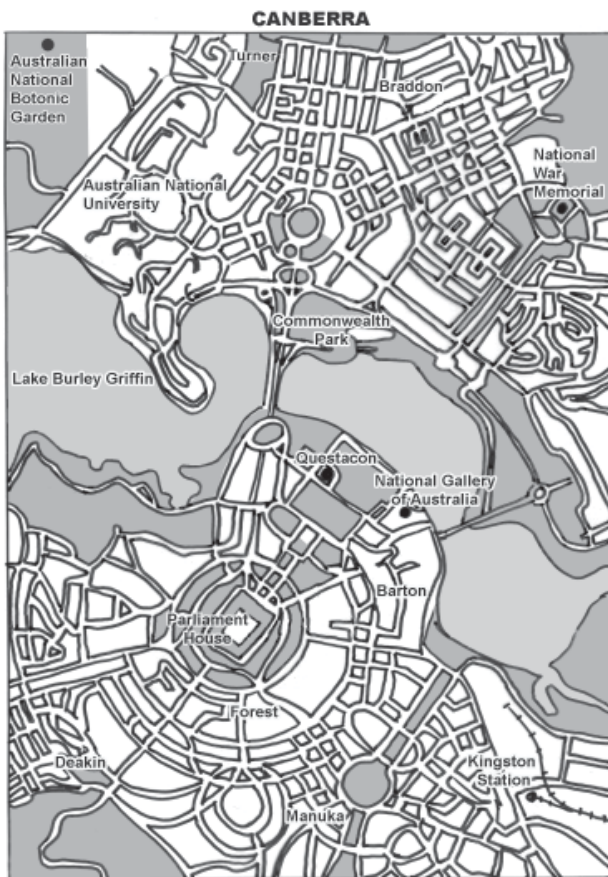 CANBERRA
Australian
National
Botonic
Garden
Turner
Braddon
National
War
Memorial
Australian National
University
Commonwealth
Park
Lake Burley Griffin
Questacon
National Gallery
of Australia
Barton
Parliament
House
Forest
Deakin
Kingston
Station
Manuka